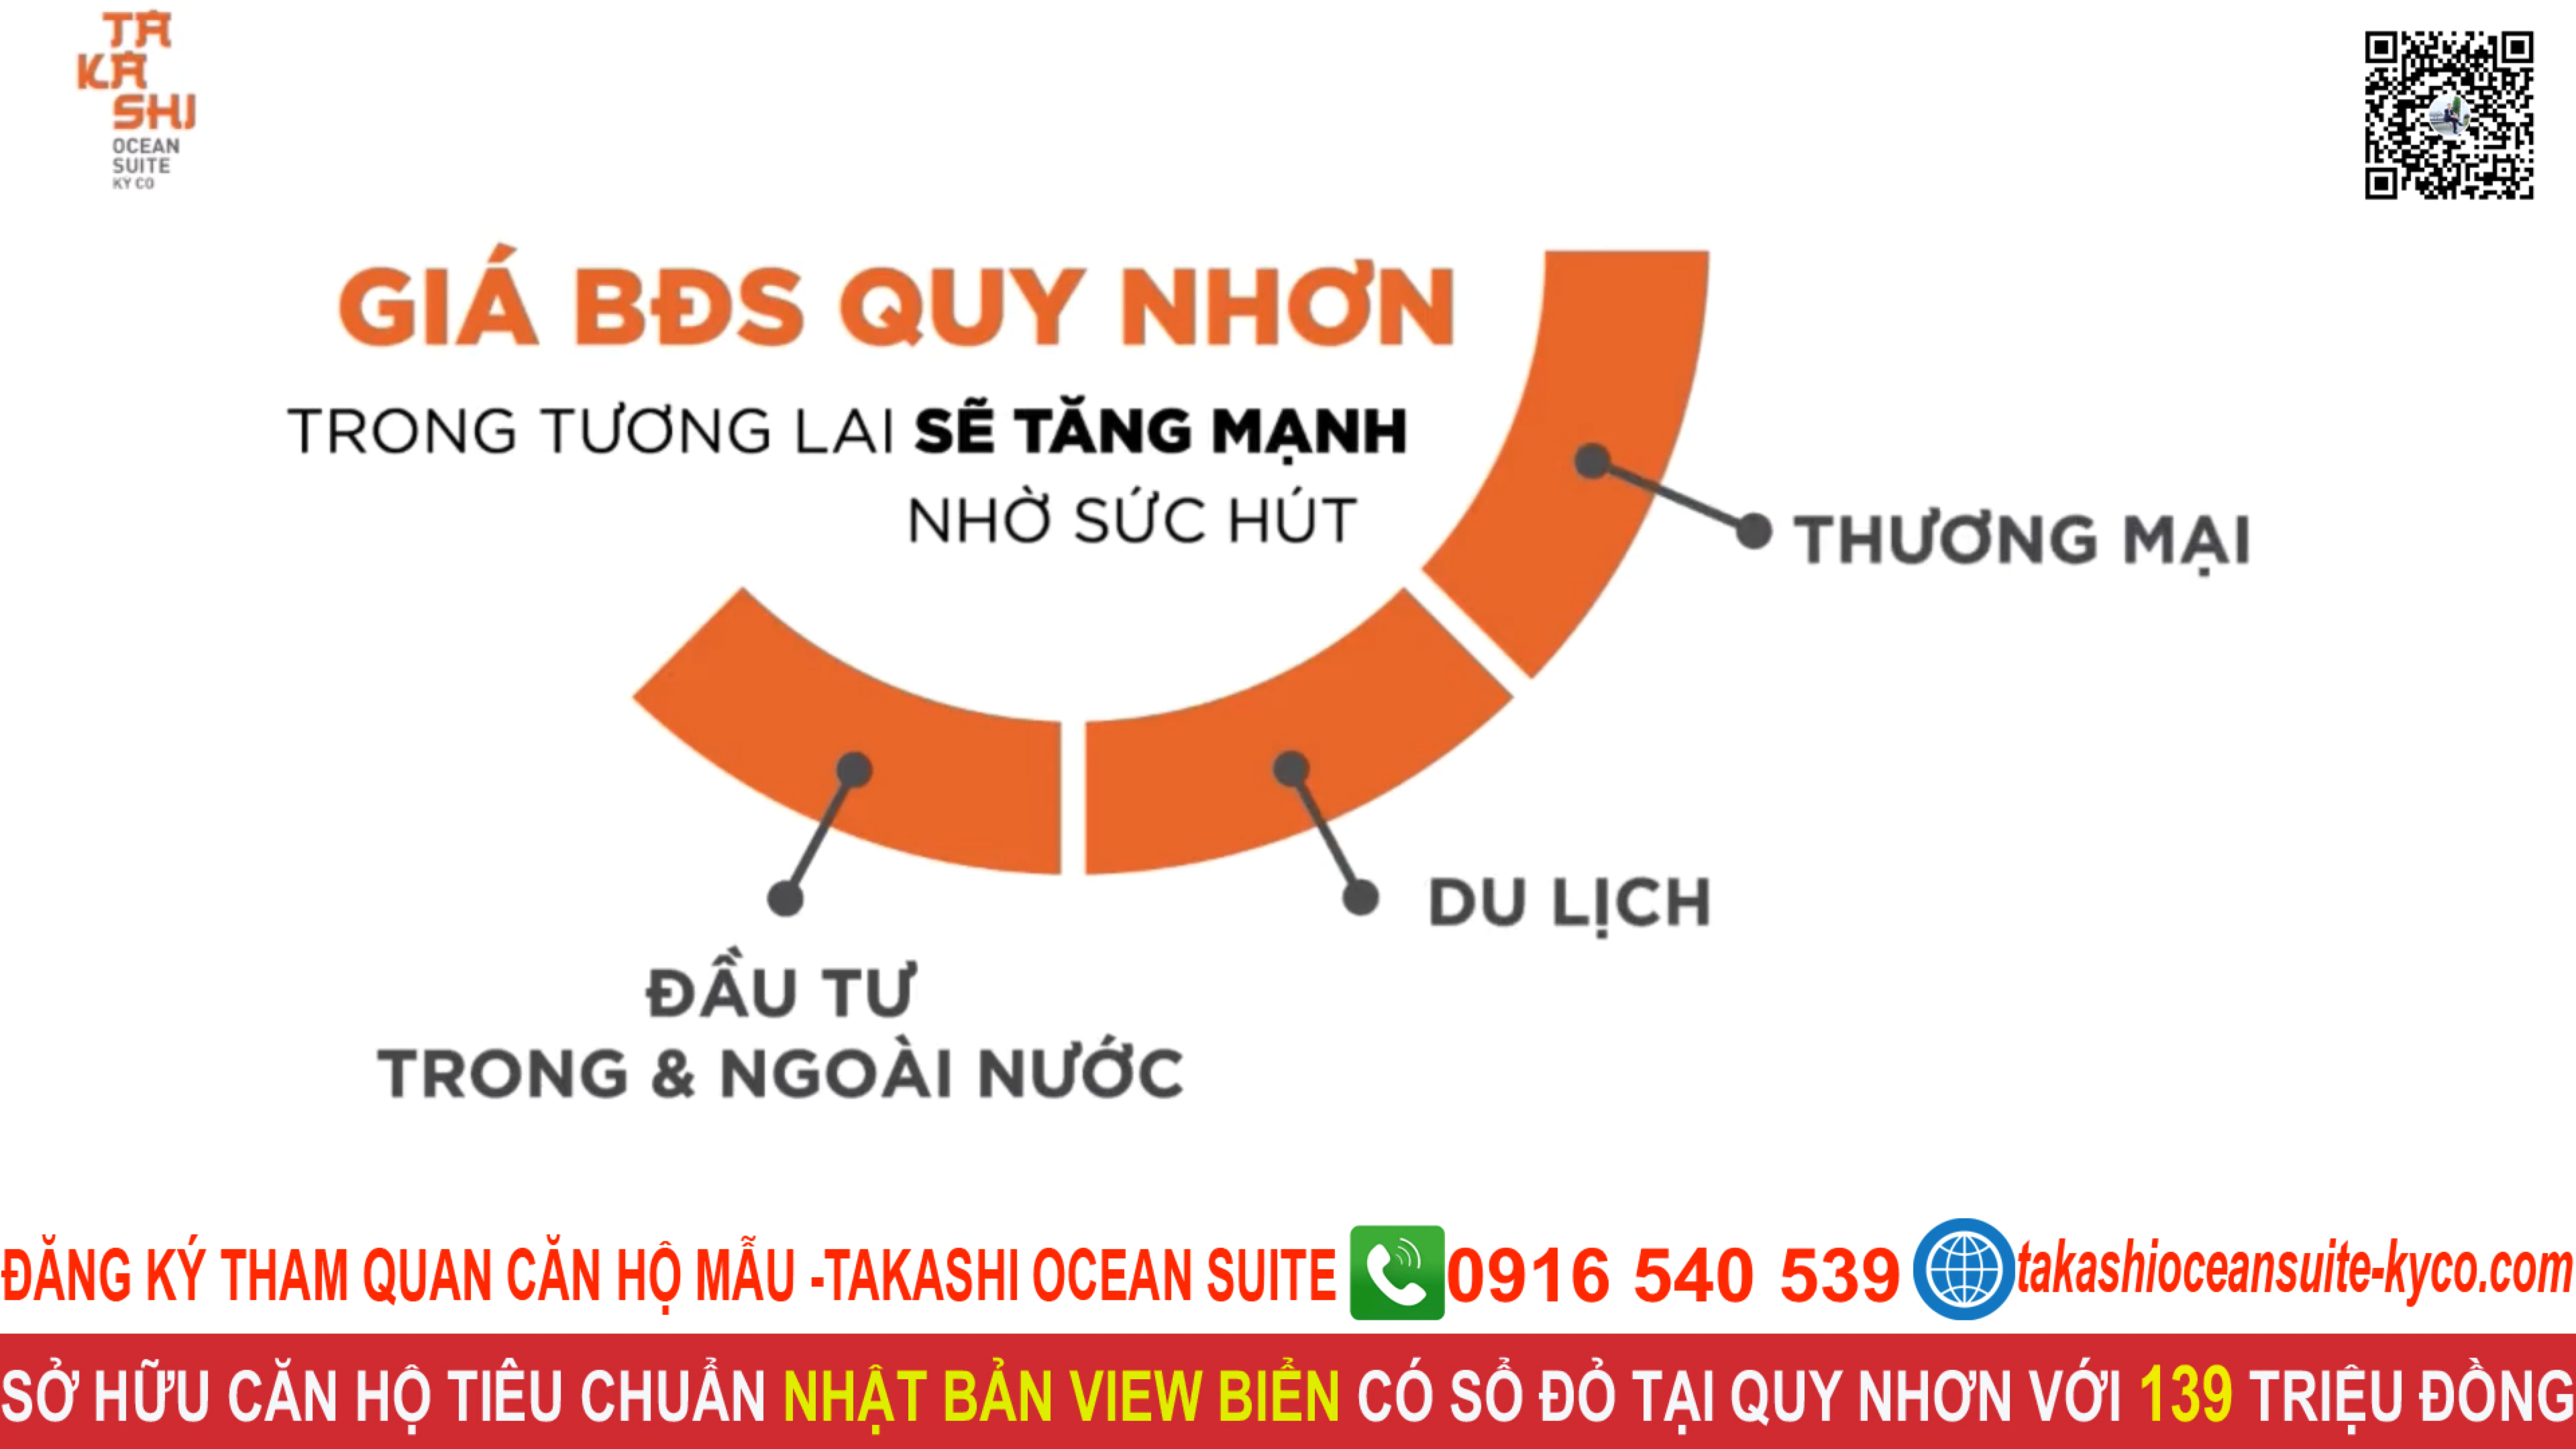 TA
KA
SHI
OCEAN
SUITE
KY CO
GIÁ BĐS QUY NHƠN
TRONG TƯƠNG LAI SẼ TĂNG MẠNH
NHỜ SỨC HÚT
THƯƠNG MẠI
DU LỊCH
ĐẦU TƯ
TRONG & NGOÀI NƯỚC
ĐĂNG KÝ THAM QUAN CĂN HỘ MẪU -TAKASHI OCEAN SUITE 0916 540 539 takashioceansuite-kyco.com
SỞ HỮU CĂN HỘ TIÊU CHUẨN NHẬT BẢN VIEW BIỂN CÓ SỔ ĐỎ TẠI QUY NHƠN VỚI 139 TRIỆU ĐỒNG